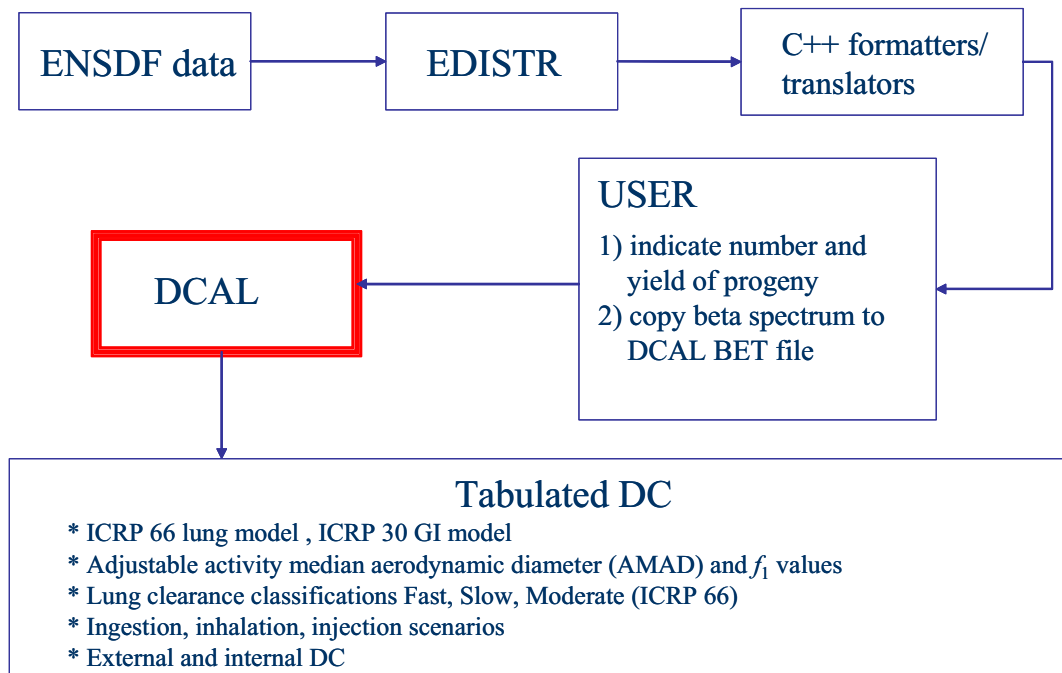 ENSDF data
EDISTR
C++ formatters/
translators
USER
1) indicate number and
yield of progeny
2) copy beta spectrum to
DCAL BET file
DCAL
Tabulated DC
* ICRP 66 lung model , ICRP 30 GI model
* Adjustable activity median aerodynamic diameter (AMAD) and f1 values
* Lung clearance classifications Fast, Slow, Moderate (ICRP 66)
* Ingestion, inhalation, injection scenarios
* External and internal DC